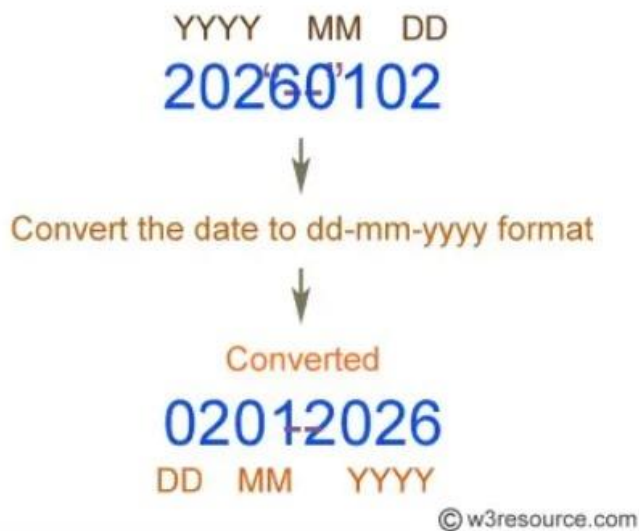 YYYY MM DD
20260102
“--”
Convert the date to dd-mm-yyyy format
Converted
02012026
--
DD MM YYYY
© w3resource.com